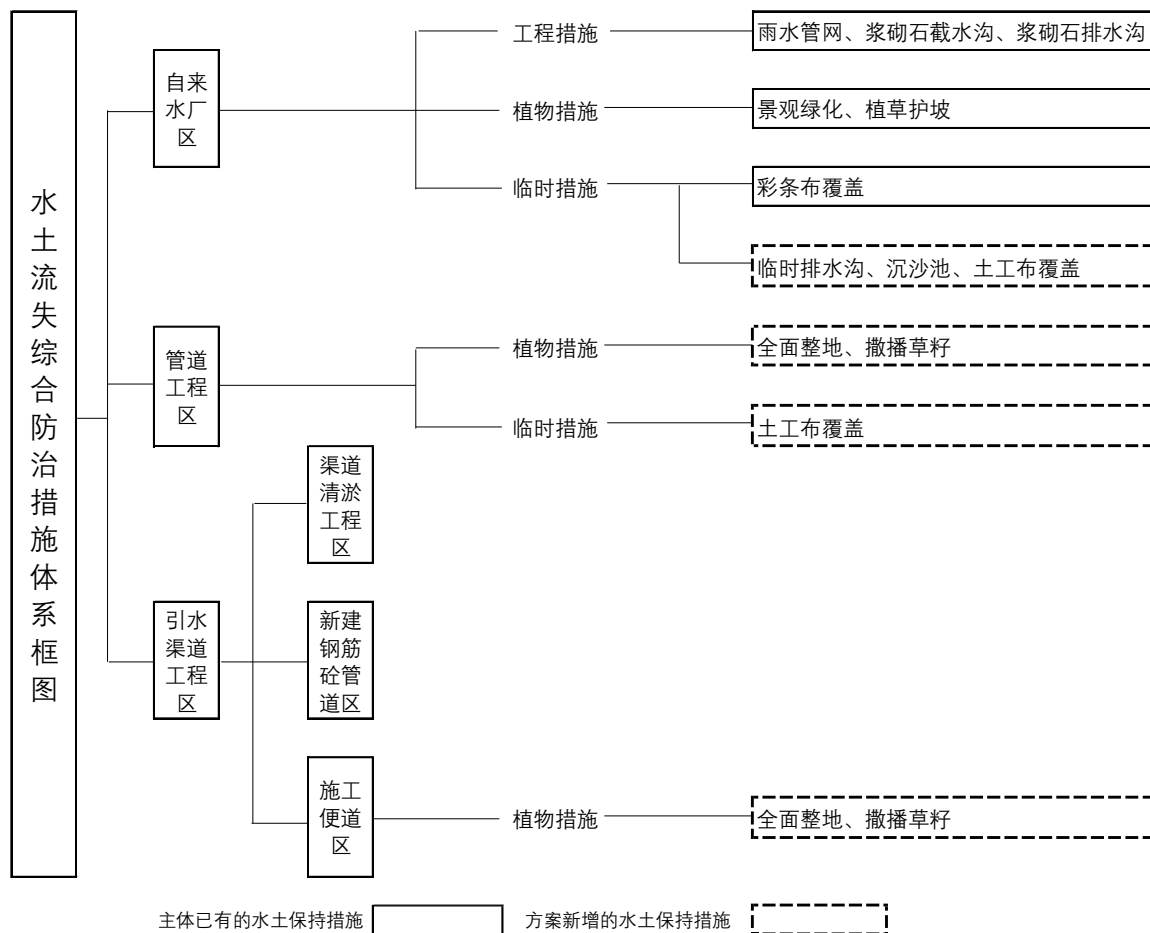 水土流失综合防治措施体系框图
自来
水厂
区
工程措施
雨水管网、浆砌石截水沟、浆砌石排水沟
植物措施
景观绿化、植草护坡
临时措施
彩条布覆盖
临时排水沟、沉沙池、土工布覆盖
管道
工程
区
植物措施
全面整地、撒播草籽
临时措施
土工布覆盖
引水
渠道
工程
区
渠道
清淤
工程
区
新建
钢筋
砼管
道区
施工
便道
区
植物措施
全面整地、撒播草籽
主体已有的水土保持措施
方案新增的水土保持措施